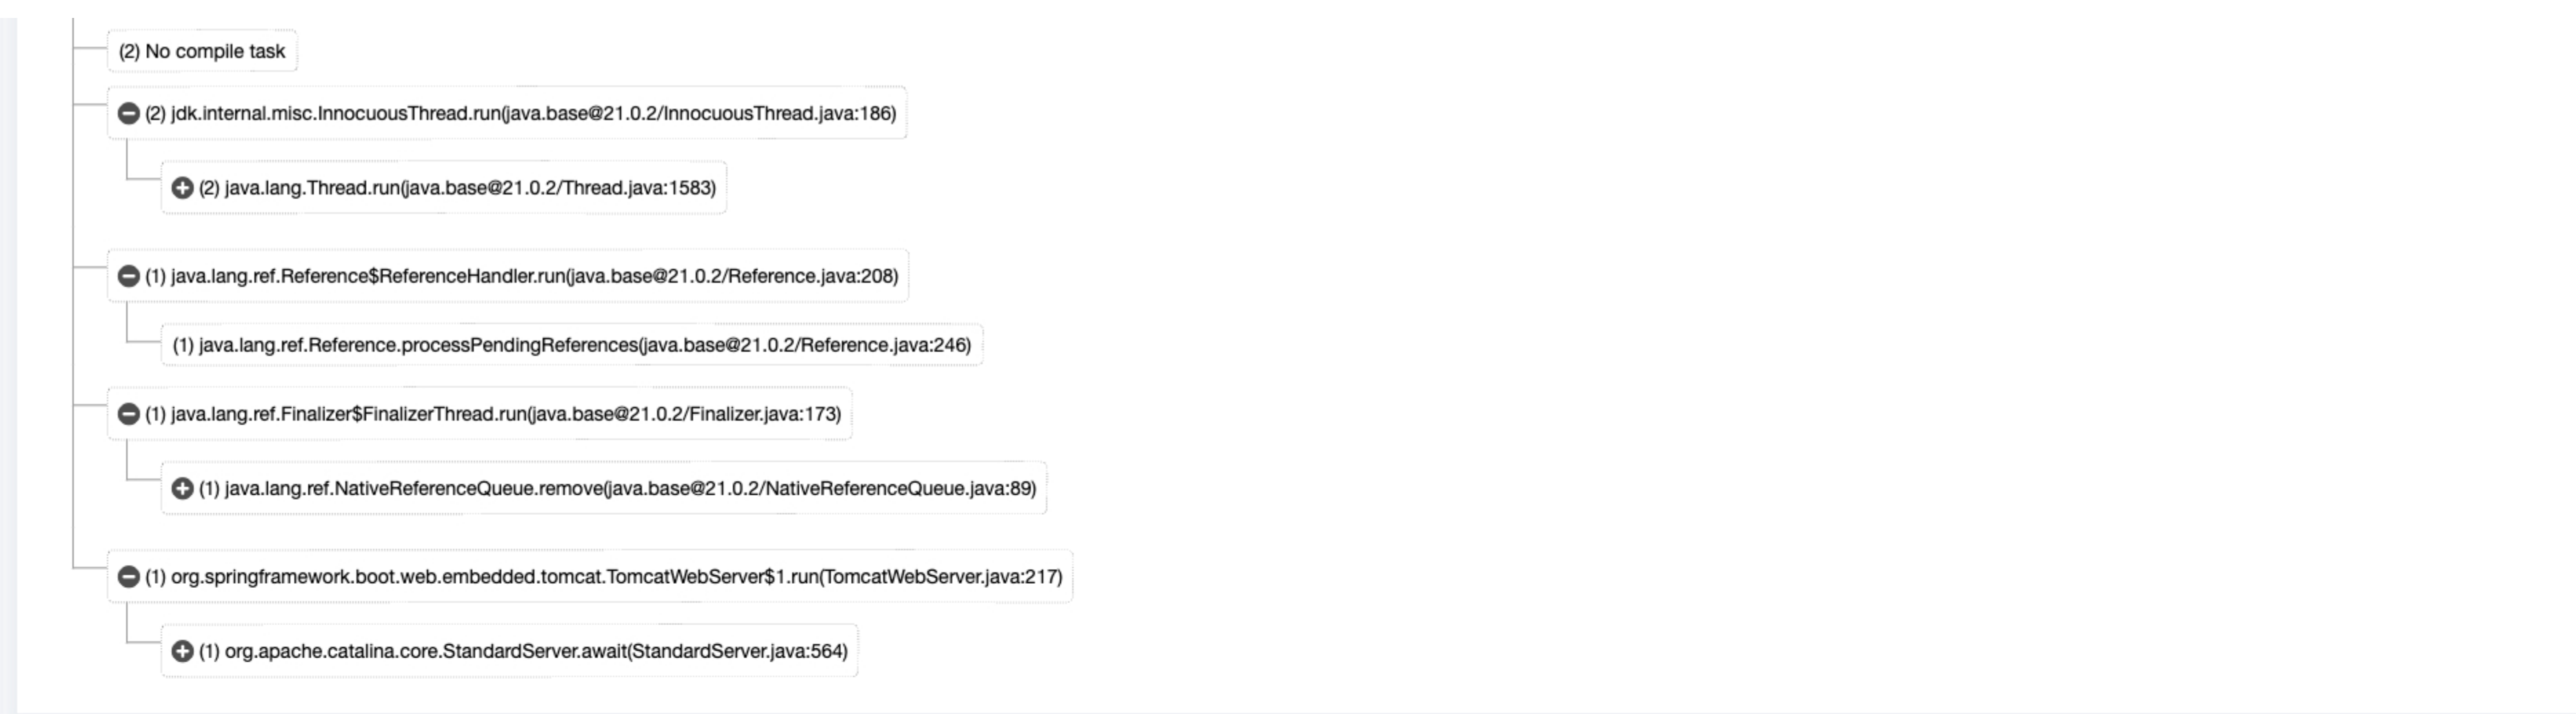 (2) No compile task
(2) jdk.internal.misc.InnocuousThread.run(java.base@21.0.2/InnocuousThread.java:186)
(2) java.lang.Thread.run(java.base@21.0.2/Thread.java:1583)
(1) java.lang.ref.Reference$ReferenceHandler.run(java.base@21.0.2/Reference.java:208)
(1) java.lang.ref.Reference.processPendingReferences(java.base@21.0.2/Reference.java:246)
(1) java.lang.ref.Finalizer$FinalizerThread.run(java.base@21.0.2/Finalizer.java:173)
(1) java.lang.ref.NativeReferenceQueue.remove(java.base@21.0.2/NativeReferenceQueue.java:89)
(1) org.springframework.boot.web.embedded.tomcat.TomcatWebServer$1.run(TomcatWebServer.java:217)
(1) org.apache.catalina.core.StandardServer.await(StandardServer.java:564)